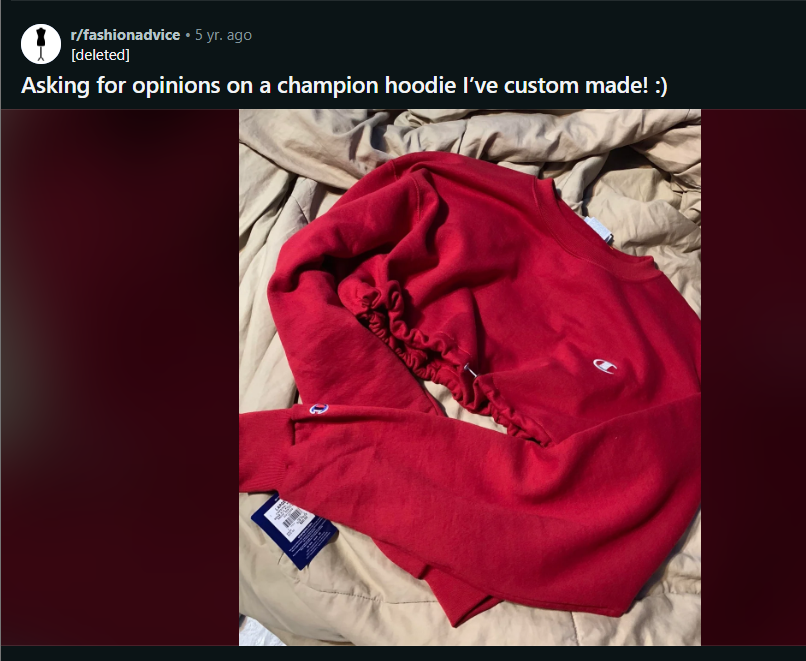 r/fashionadvice • 5 yr. ago
[deleted]
Asking for opinions on a champion hoodie I’ve custom made! :)